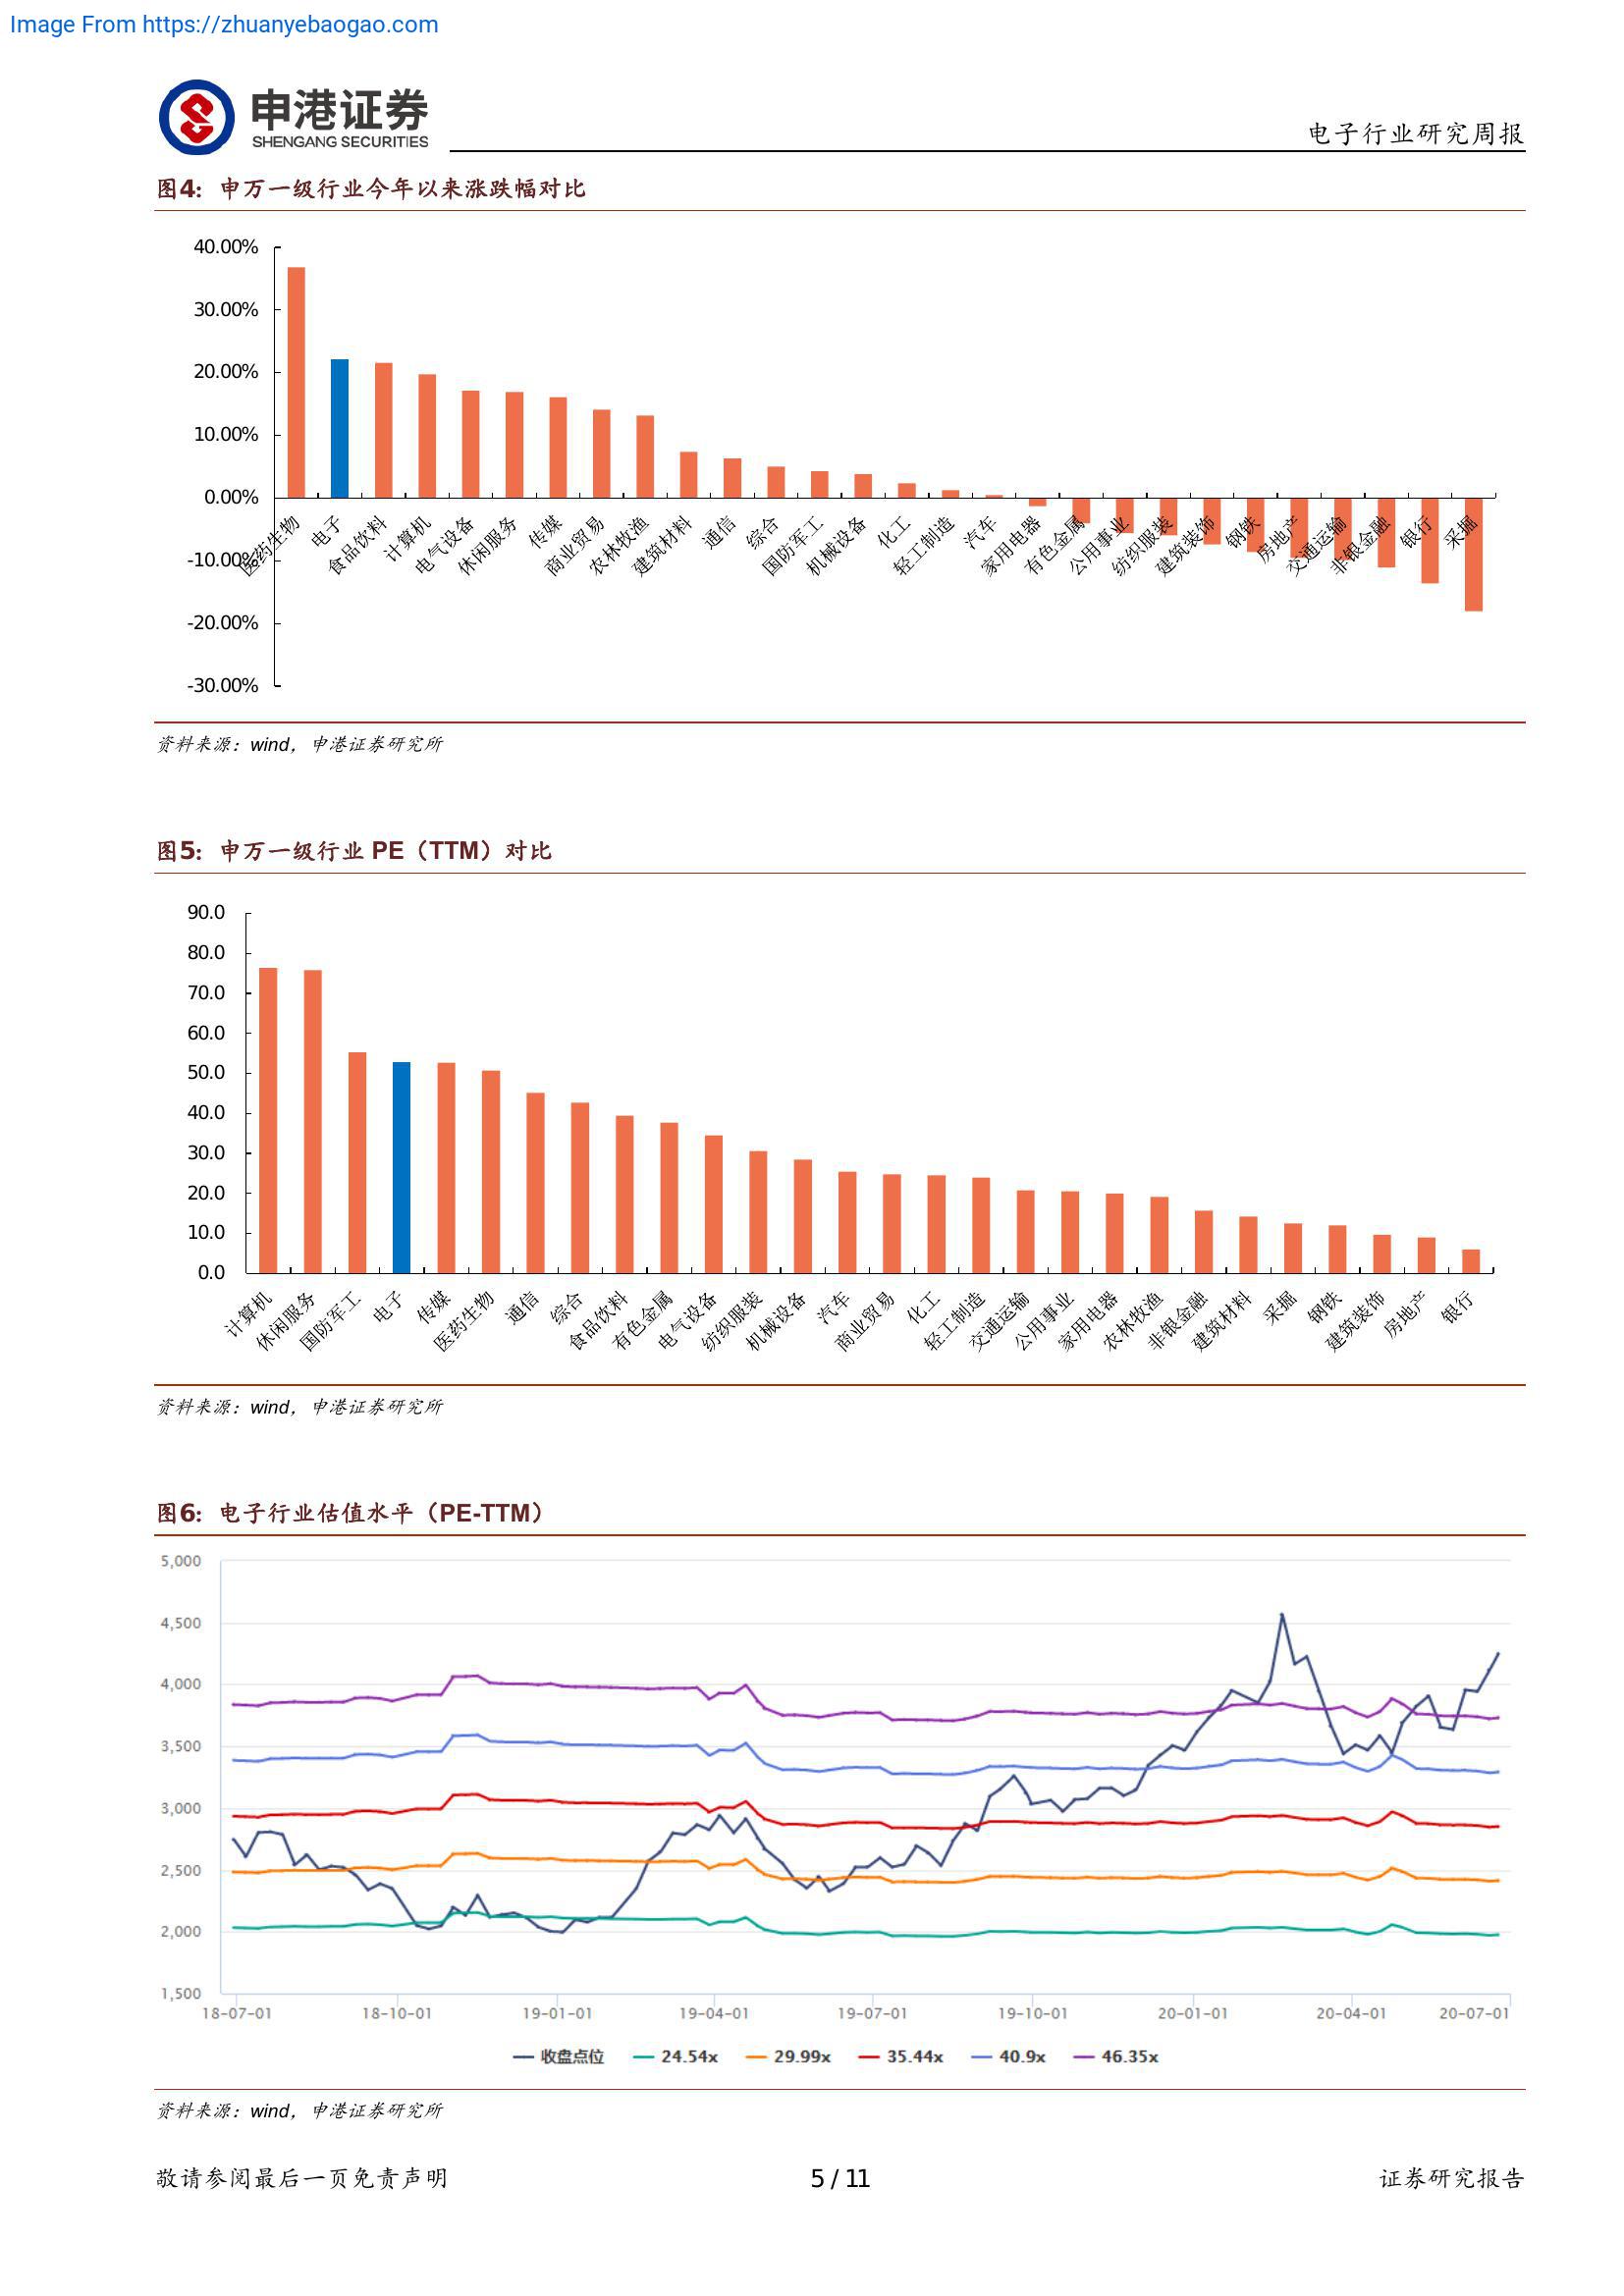 Image From https://zhuanyebaogao.com
申港证券
SHENGANG SECURITIES
电子行业研究周报
图4：申万一级行业今年以来涨跌幅对比
40.00%
30.00%
20.00%
10.00%
0.00%
-10.00%
-20.00%
-30.00%
医药生物
电子
食品饮料
计算机
电气设备
休闲服务
传媒
商业贸易
农林牧渔
建筑材料
通信
综合
国防军工
机械设备
化工
轻工制造
汽车
家用电器
有色金属
公用事业
纺织服装
建筑装饰
钢铁
房地产
交通运输
非银金融
银行
采掘
资料来源：wind，申港证券研究所
图5：申万一级行业 PE（TTM）对比
90.0
80.0
70.0
60.0
50.0
40.0
30.0
20.0
10.0
0.0
计算机
休闲服务
国防军工
电子
传媒
医药生物
通信
综合
食品饮料
有色金属
电气设备
纺织服装
机械设备
汽车
商业贸易
化工
轻工制造
交通运输
公用事业
家用电器
农林牧渔
非银金融
建筑材料
采掘
钢铁
建筑装饰
房地产
银行
资料来源：wind，申港证券研究所
图6：电子行业估值水平（PE-TTM）
5,000
4,500
4,000
3,500
3,000
2,500
2,000
1,500
18-07-01 18-10-01 19-01-01 19-04-01 19-07-01 19-10-01 20-01-01 20-04-01 20-07-01
收盘点位 24.54x 29.99x 35.44x 40.9x 46.35x
资料来源：wind，申港证券研究所
敬请参阅最后一页免责声明 5 / 11 证券研究报告